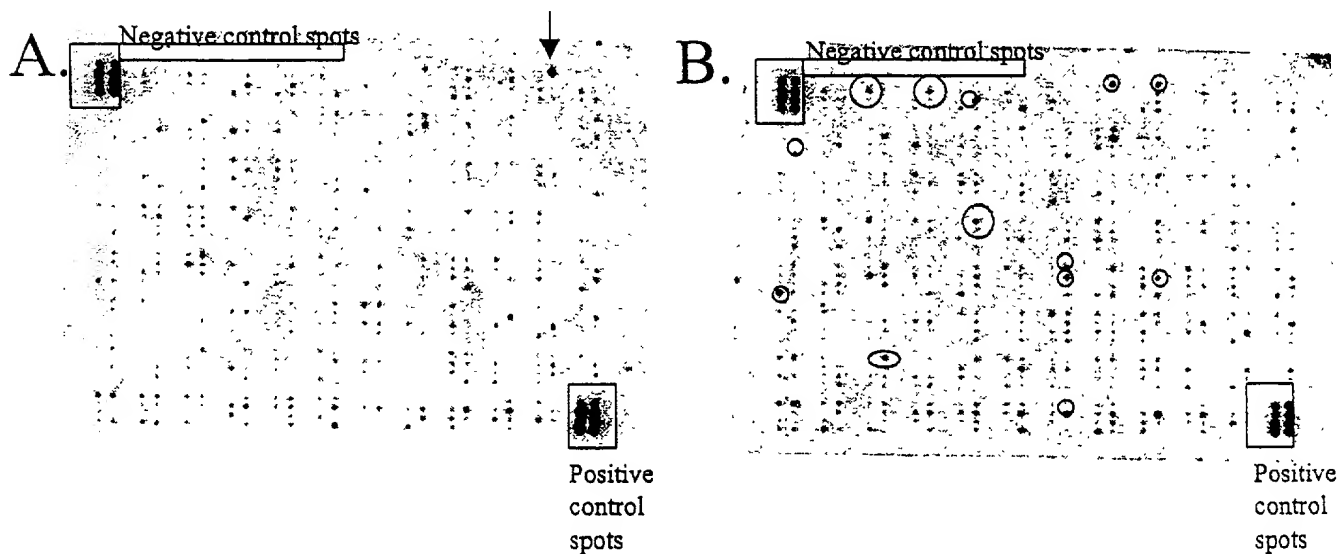 A.
Negative control spots
Positive
control
spots
B.
Negative control spots
Positive
control
spots